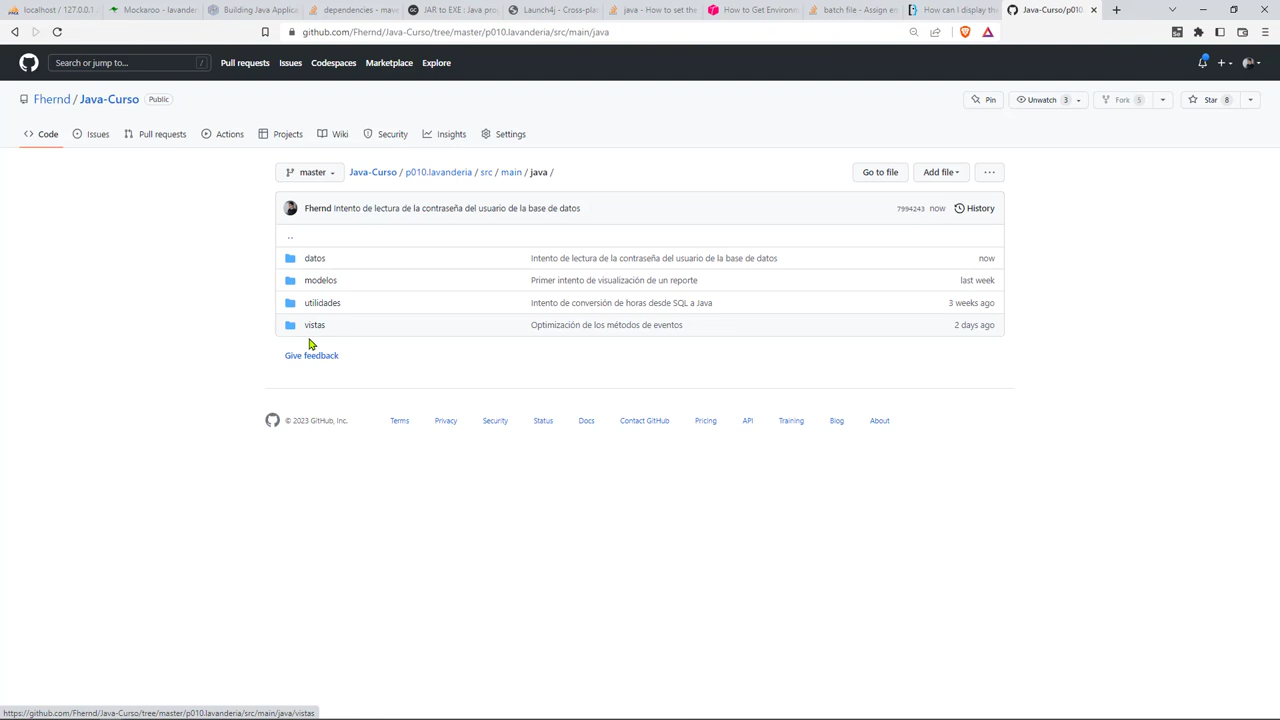 localhost / 127.0.0.1
Mockaroo - lavander
Building Java Applica
dependencies - mave
JAR to EXE : Java pro
Launch4j - Cross-plat
java - How to set the
How to Get Environm
batch file - Assign en
How can I display the
Java-Curso/p010
github.com/Fhernd/Java-Curso/tree/master/p010.lavanderia/src/main/java
Search or jump to... /
Pull requests
Issues
Codespaces
Marketplace
Explore
Fhernd / Java-Curso Public
Pin
Unwatch 3
Fork 5
Star 8
Code
Issues
Pull requests
Actions
Projects
Wiki
Security
Insights
Settings
master
Java-Curso / p010.lavanderia / src / main / java /
Go to file
Add file
Fhernd Intento de lectura de la contraseña del usuario de la base de datos 7994243 now History
..
datos Intento de lectura de la contraseña del usuario de la base de datos now
modelos Primer intento de visualización de un reporte last week
utilidades Intento de conversión de horas desde SQL a Java 3 weeks ago
vistas Optimización de los métodos de eventos 2 days ago
Give feedback
© 2023 GitHub, Inc. Terms Privacy Security Status Docs Contact GitHub Pricing API Training Blog About
https://github.com/Fhernd/Java-Curso/tree/master/p010.lavanderia/src/main/java/vistas